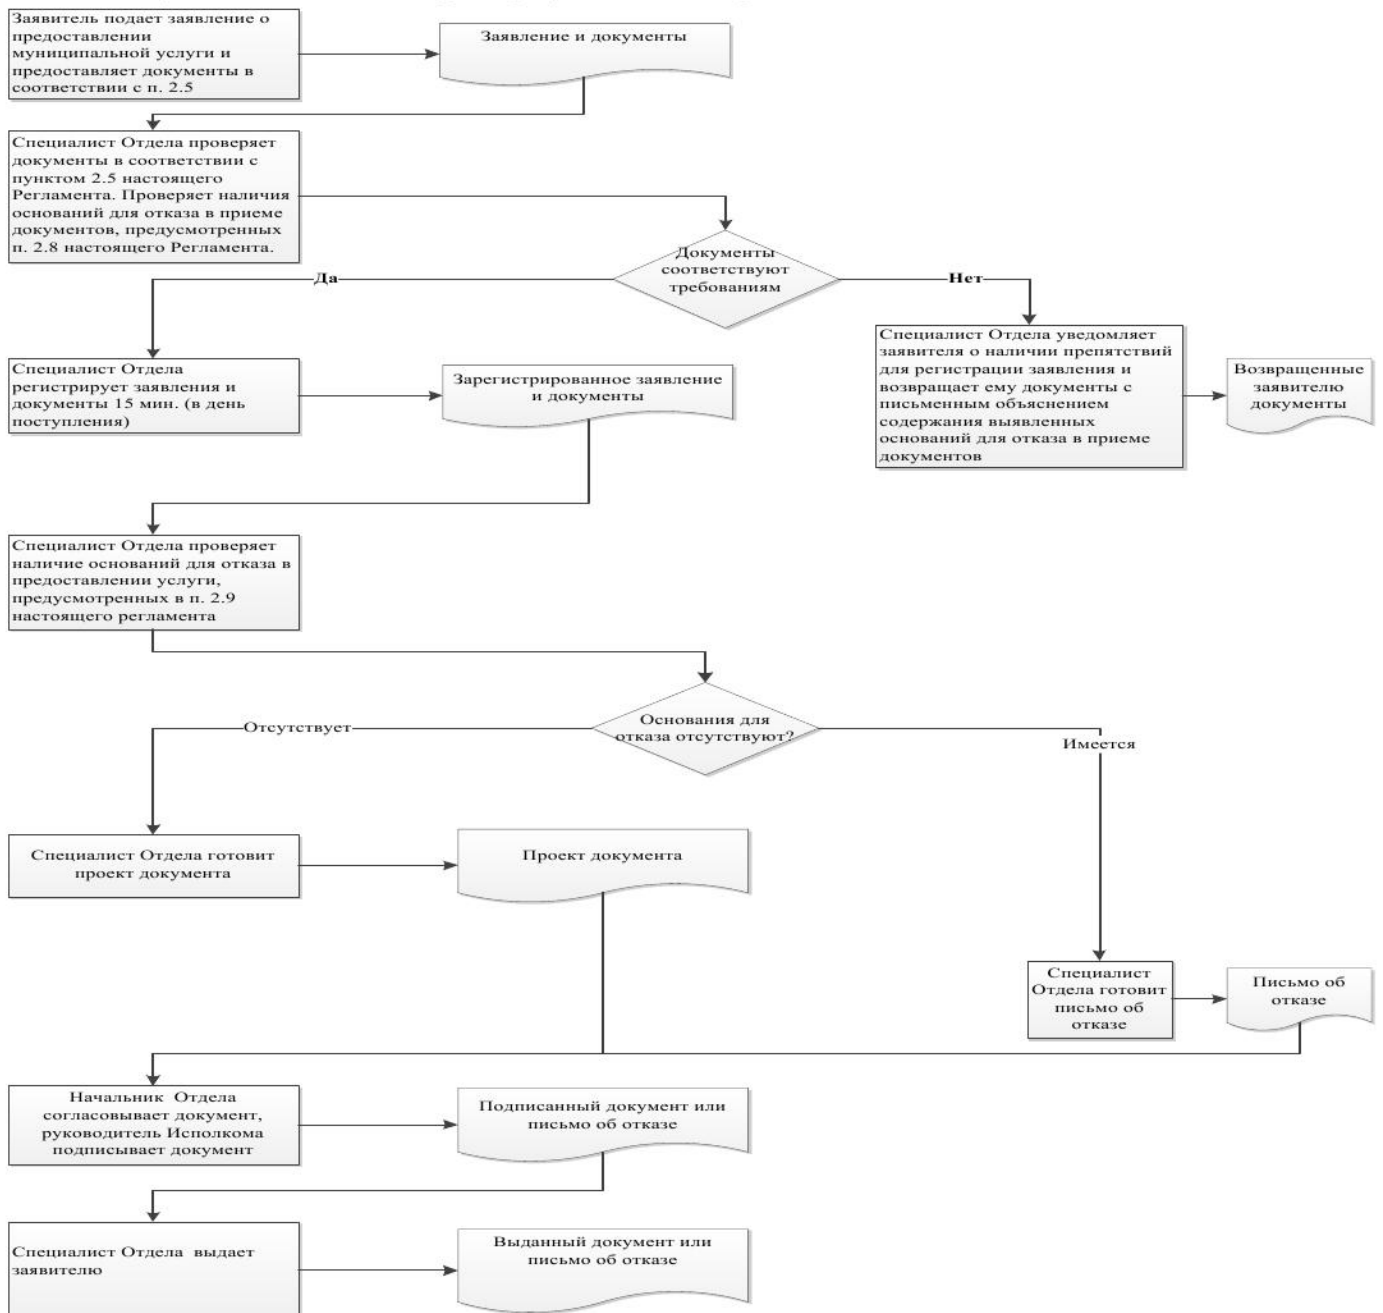 Заявитель подает заявление о
предоставлении
муниципальной услуги и
предоставляет документы в
соответствии с п. 2.5
Заявление и документы
Специалист Отдела проверяет
документы в соответствии с
пунктом 2.5 настоящего
Регламента. Проверяет наличия
оснований для отказа в приеме
документов, предусмотренных
п. 2.8 настоящего Регламента.
Документы
соответствуют
требованиям
Да
Нет
Специалист Отдела
регистрирует заявления и
документы 15 мин. (в день
поступления)
Зарегистрированное заявление
и документы
Специалист Отдела уведомляет
заявителя о наличии препятствий
для регистрации заявления и
возвращает ему документы с
письменным объяснением
содержания выявленных
оснований для отказа в приеме
документов
Возвращенные
заявителю
документы
Специалист Отдела проверяет
наличие оснований для отказа в
предоставлении услуги,
предусмотренных в п. 2.9
настоящего регламента
Основания для
отказа отсутствуют?
Отсутствует
Имеется
Специалист Отдела готовит
проект документа
Проект документа
Специалист
Отдела готовит
письмо об
отказе
Письмо об
отказе
Начальник Отдела
согласовывает документ,
руководитель Исполкома
подписывает документ
Подписанный документ или
письмо об отказе
Специалист Отдела выдает
заявителю
Выданный документ или
письмо об отказе